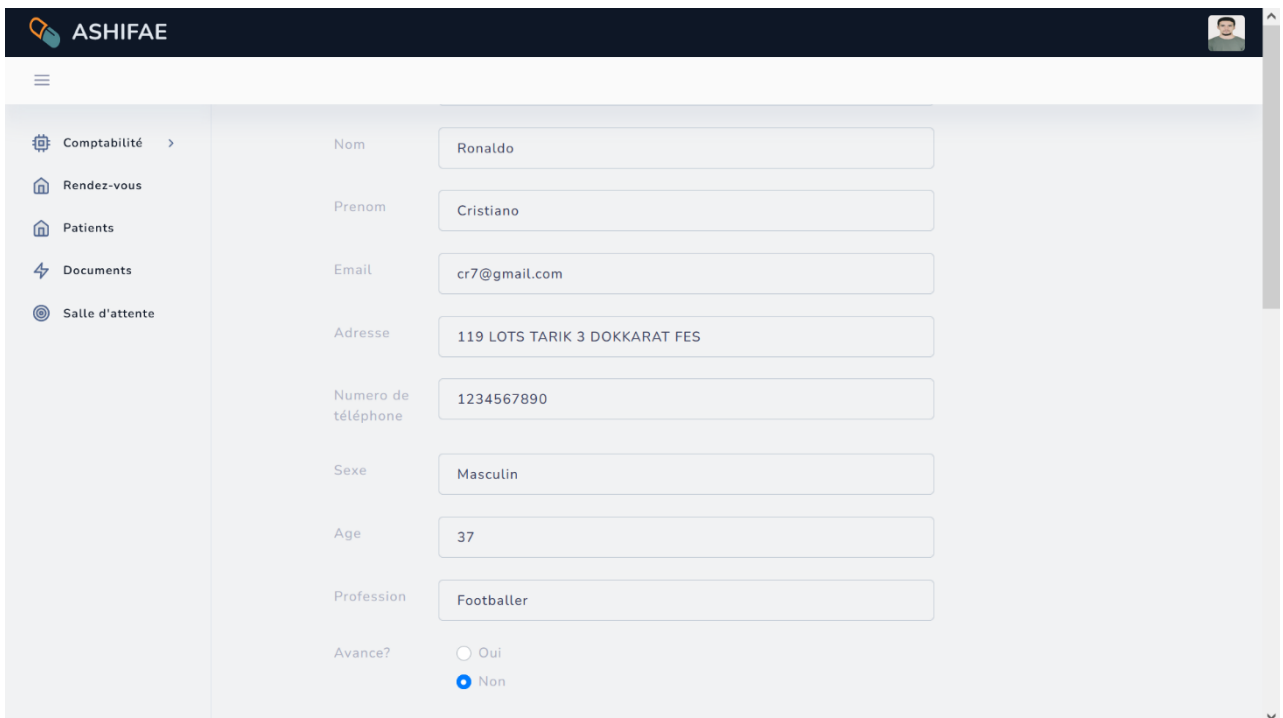 ASHIFAE
Comptabilité
Rendez-vous
Patients
Documents
Salle d'attente
Nom
Ronaldo
Prenom
Cristiano
Email
cr7@gmail.com
Adresse
119 LOTS TARIK 3 DOKKARAT FES
Numero de
téléphone
1234567890
Sexe
Masculin
Age
37
Profession
Footballer
Avance?
Oui
Non